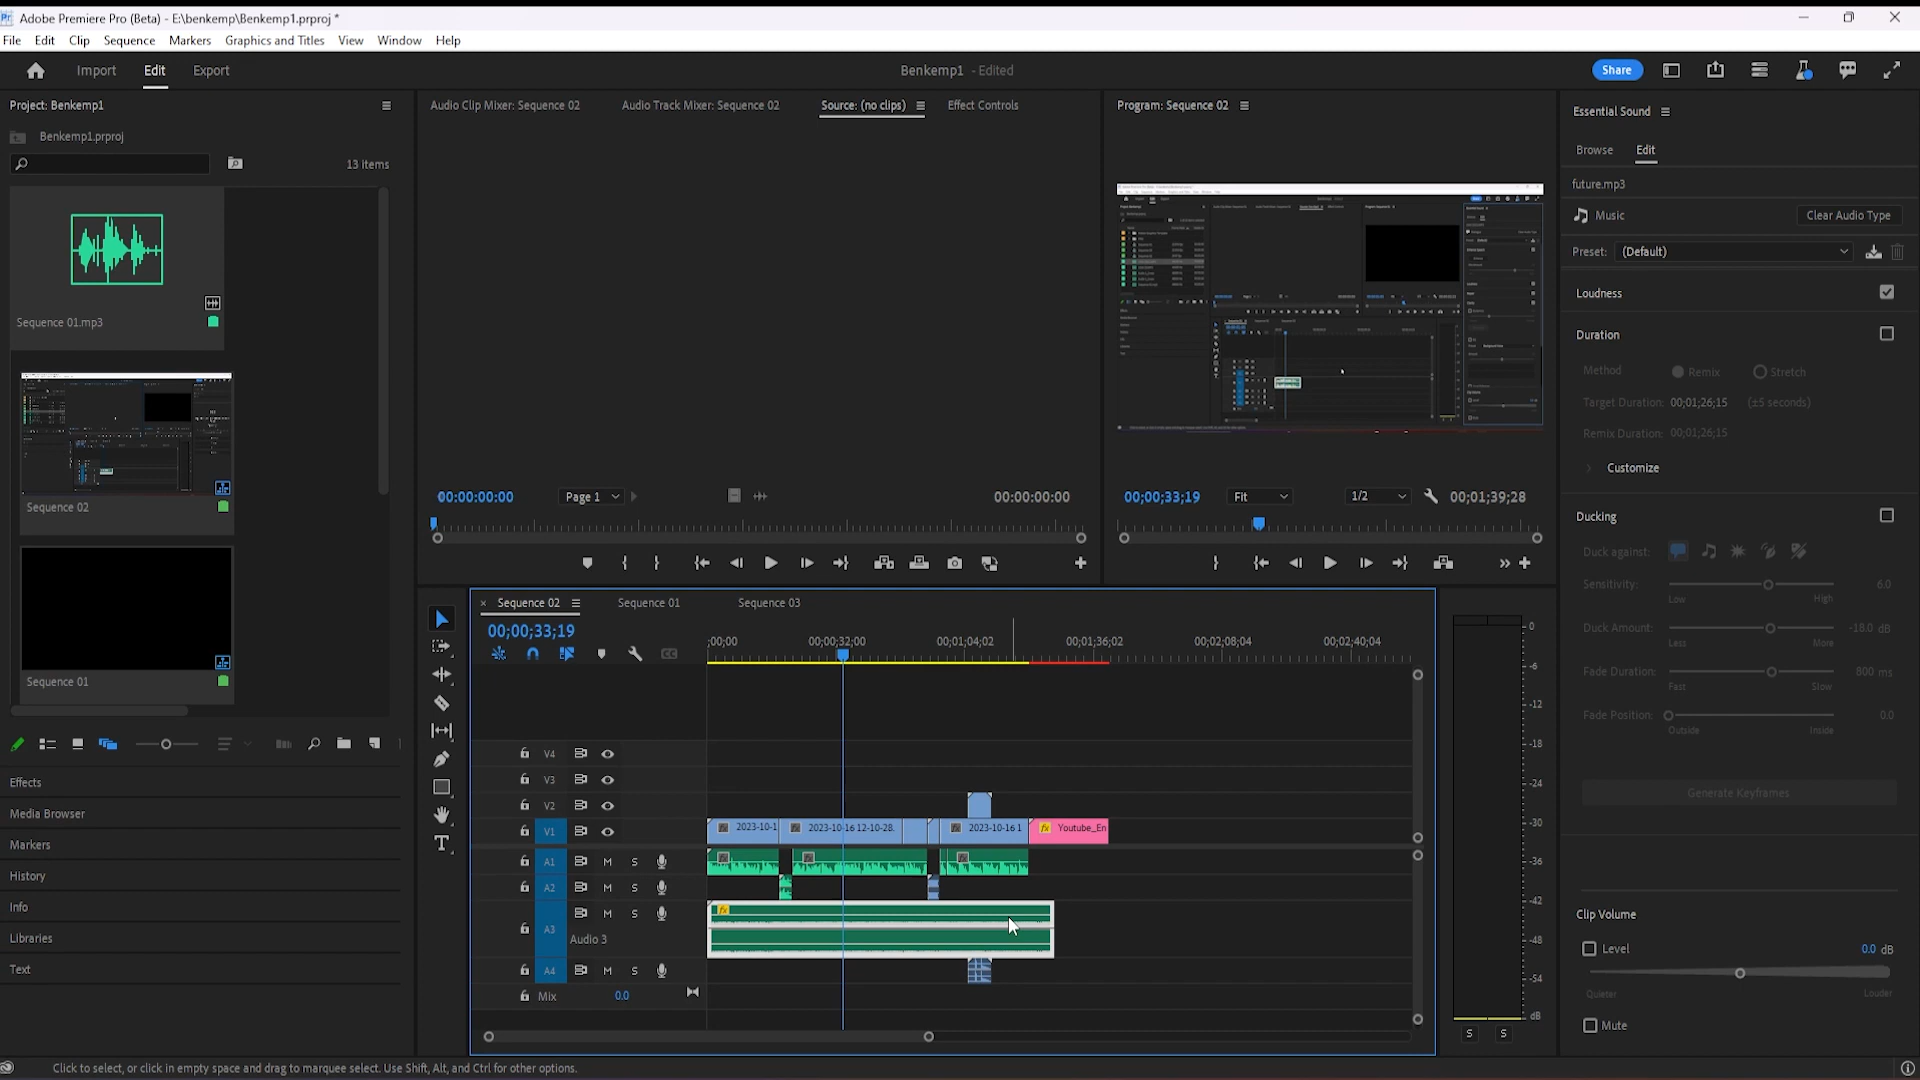 Pr Adobe Premiere Pro (Beta) - E:\benkemp\Benkemp1.prproj *
File Edit Clip Sequence Markers Graphics and Titles View Window Help
Import Edit Export
Benkemp1 - Edited
Share
Project: Benkemp1
Benkemp1.prproj
13 items
Sequence 01.mp3
Sequence 02
Sequence 01
Effects
Media Browser
Markers
History
Info
Libraries
Text
Audio Clip Mixer: Sequence 02 Audio Track Mixer: Sequence 02 Source: (no clips) Effect Controls
00:00:00:00 Page 1 00:00:00:00
Program: Sequence 02
00;00;33;19 Fit 1/2 00;01;39;28
× Sequence 02 Sequence 01 Sequence 03
00;00;33;19
;00;00 00;00;32;00 00;01;04;02 00;01;36;02 00;02;08;04 00;02;40;04
V4
V3
V2
V1 2023-10-1 2023-10-16 12-10-28. 2023-10-16 1 fx Youtube_En
A1 M S
A2 M S
M S fx
A3 Audio 3
A4 M S
Mix 0.0
0
-6
-12
-18
-24
-30
-36
-42
-48
-54
dB
S S
Essential Sound
Browse Edit
future.mp3
Music Clear Audio Type
Preset: (Default)
Loudness
Duration
Method Remix Stretch
Target Duration: 00;01;26;15 (±5 seconds)
Remix Duration: 00;01;26;15
Customize
Ducking
Duck against:
Sensitivity: 6.0
Low High
Duck Amount: -18.0 dB
Less More
Fade Duration: 800 ms
Fast Slow
Fade Position: 0.0
Outside Inside
Generate Keyframes
Clip Volume
Level 0.0 dB
Quieter Louder
Mute
Click to select, or click in empty space and drag to marquee select. Use Shift, Alt, and Ctrl for other options.